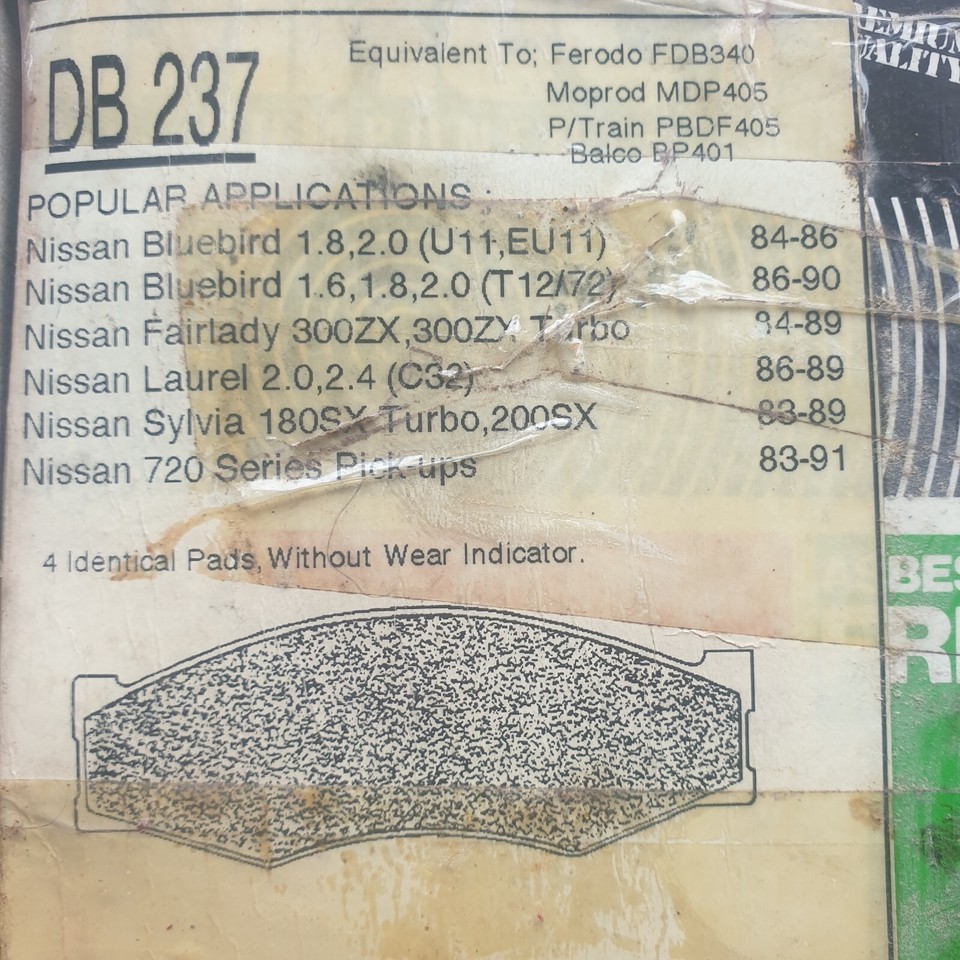 DB 237
Equivalent To; Ferodo FDB340
Moprod MDP405
P/Train PBDF405
Balco BP401
POPULAR APPLICATIONS :
Nissan Bluebird 1.8,2.0 (U11,EU11) 84-86
Nissan Bluebird 1.6,1.8,2.0 (T12/72) 86-90
Nissan Fairlady 300ZX,300ZX Turbo 84-89
Nissan Laurel 2.0,2.4 (C32) 86-89
Nissan Sylvia 180SX Turbo,200SX 83-89
Nissan 720 Series Pick-ups 83-91
4 Identical Pads, Without Wear Indicator.